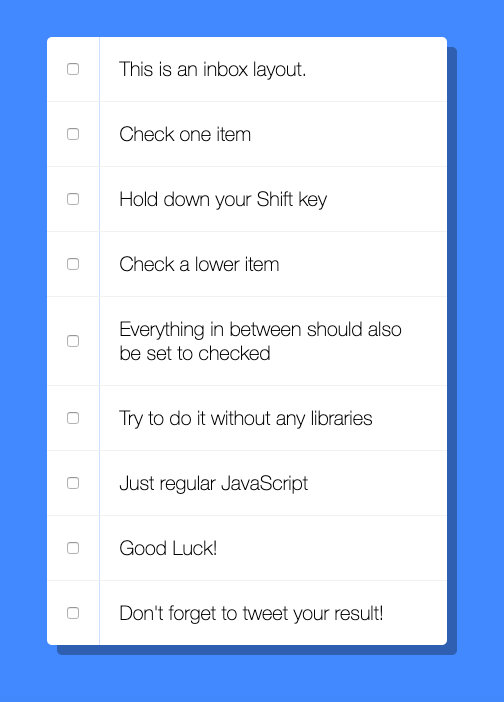 This is an inbox layout.
Check one item
Hold down your Shift key
Check a lower item
Everything in between should also
be set to checked
Try to do it without any libraries
Just regular JavaScript
Good Luck!
Don't forget to tweet your result!